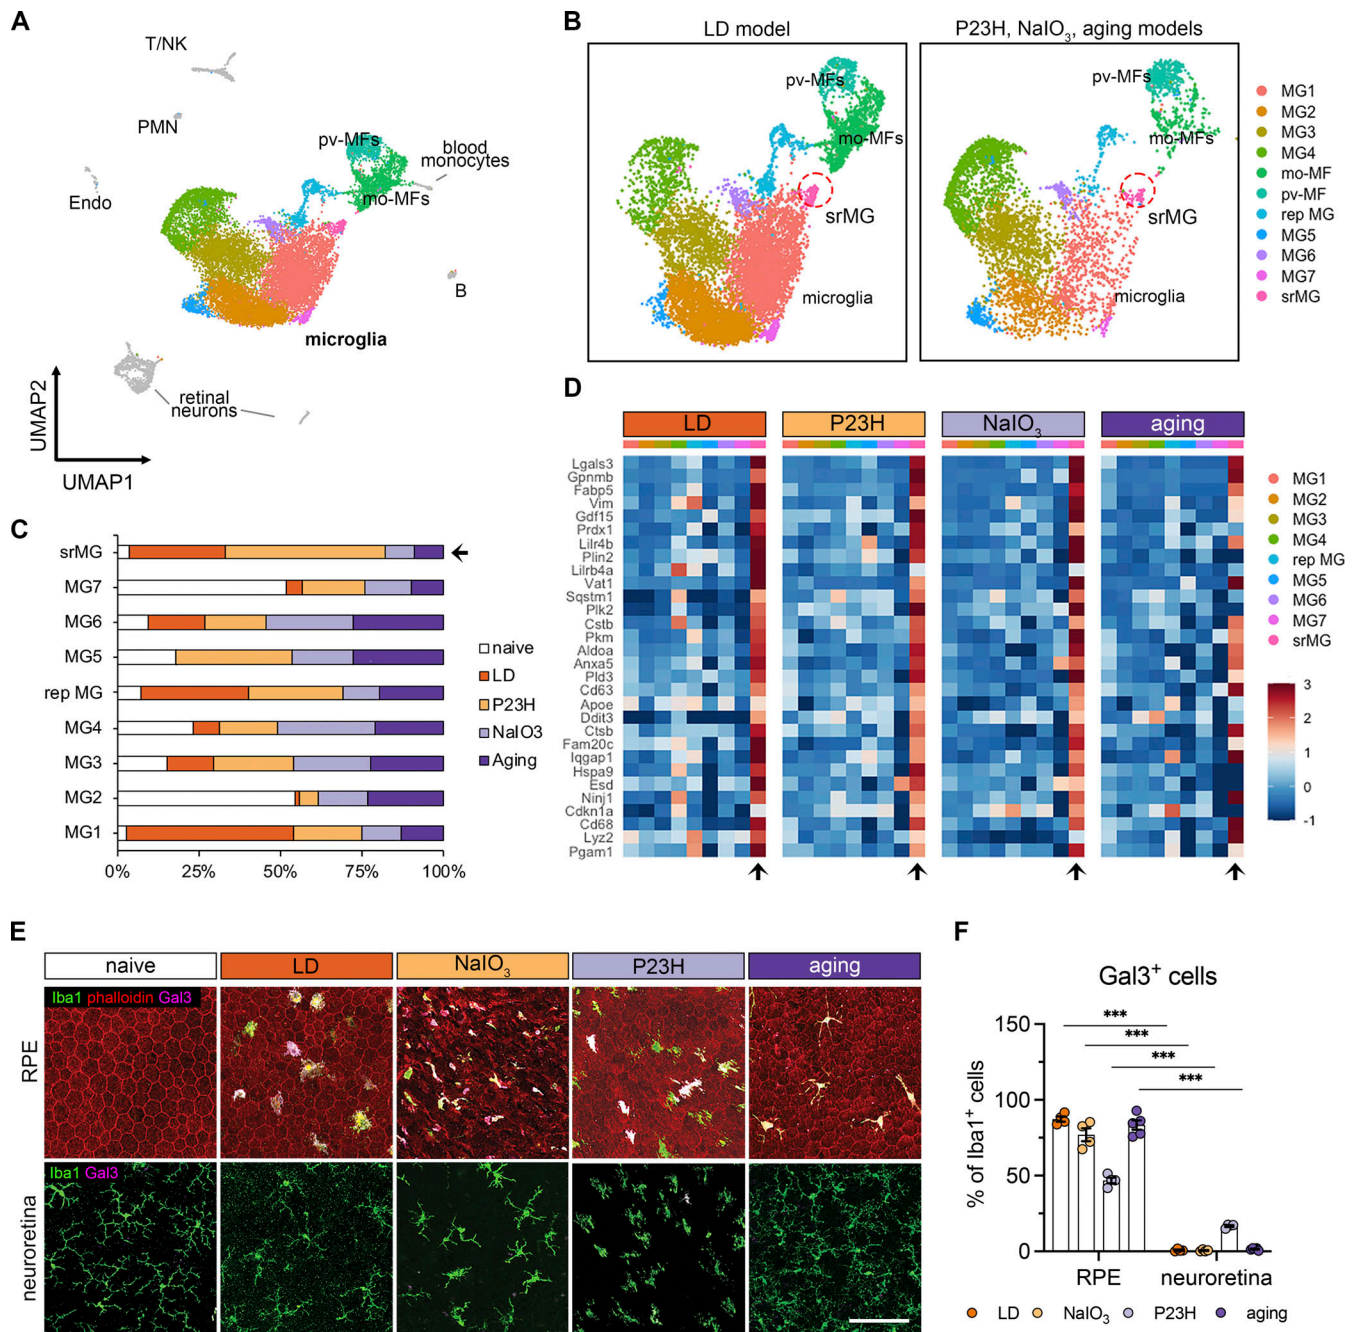 A
T/NK
PMN
Endo
pv-MFs
blood
monocytes
mo-MFs
B
microglia
retinal
neurons
UMAP2
UMAP1
B
LD model
P23H, NaIO3, aging models
pv-MFs
mo-MFs
srMG
microglia
pv-MFs
mo-MFs
srMG
microglia
MG1
MG2
MG3
MG4
mo-MF
pv-MF
rep MG
MG5
MG6
MG7
srMG
C
srMG
MG7
MG6
MG5
rep MG
MG4
MG3
MG2
MG1
0% 25% 50% 75% 100%
naive
LD
P23H
NaIO3
Aging
D
LD P23H NaIO3 aging
Lgals3
Gpnmb
Fabp5
Vim
Gdf15
Prdx1
Lilr4b
Plin2
Lilrb4a
Vat1
Sqstm1
Plk2
Cstb
Pkm
Aldoa
Anxa5
Pld3
Cd63
Apoe
Ddit3
Ctsb
Fam20c
Iqgap1
Hspa9
Esd
Ninj1
Cdkn1a
Cd68
Lyz2
Pgam1
MG1
MG2
MG3
MG4
rep MG
MG5
MG6
MG7
srMG
3
2
1
0
-1
E
naive LD NaIO3 P23H aging
Iba1 phalloidin Gal3
RPE
Iba1 Gal3
neuroretina
F
Gal3+ cells
***
***
***
***
% of Iba1+ cells
150
100
50
0
RPE neuroretina
LD NaIO3 P23H aging